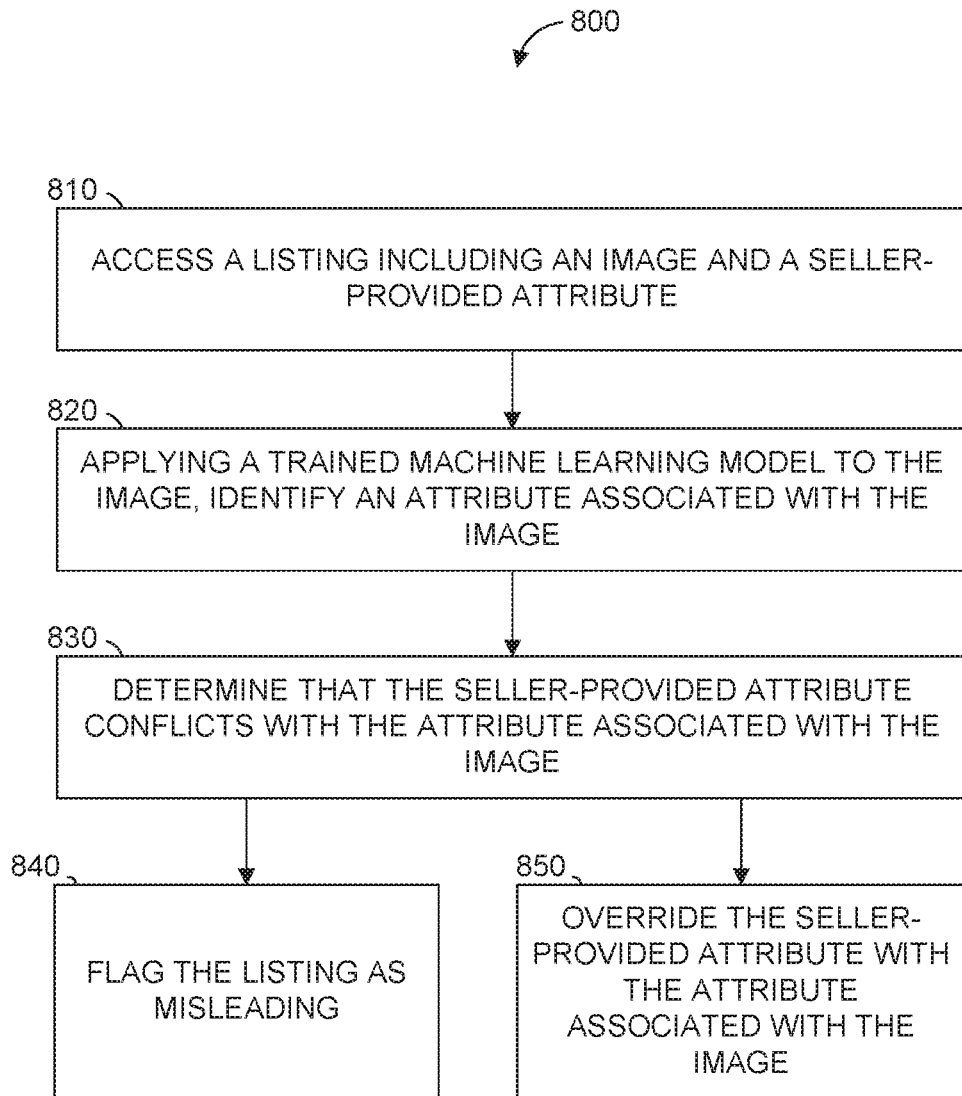 800
810
ACCESS A LISTING INCLUDING AN IMAGE AND A SELLER-
PROVIDED ATTRIBUTE
820
APPLYING A TRAINED MACHINE LEARNING MODEL TO THE
IMAGE, IDENTIFY AN ATTRIBUTE ASSOCIATED WITH THE
IMAGE
830
DETERMINE THAT THE SELLER-PROVIDED ATTRIBUTE
CONFLICTS WITH THE ATTRIBUTE ASSOCIATED WITH THE
IMAGE
840
FLAG THE LISTING AS
MISLEADING
850
OVERRIDE THE SELLER-
PROVIDED ATTRIBUTE WITH
THE ATTRIBUTE
ASSOCIATED WITH THE
IMAGE